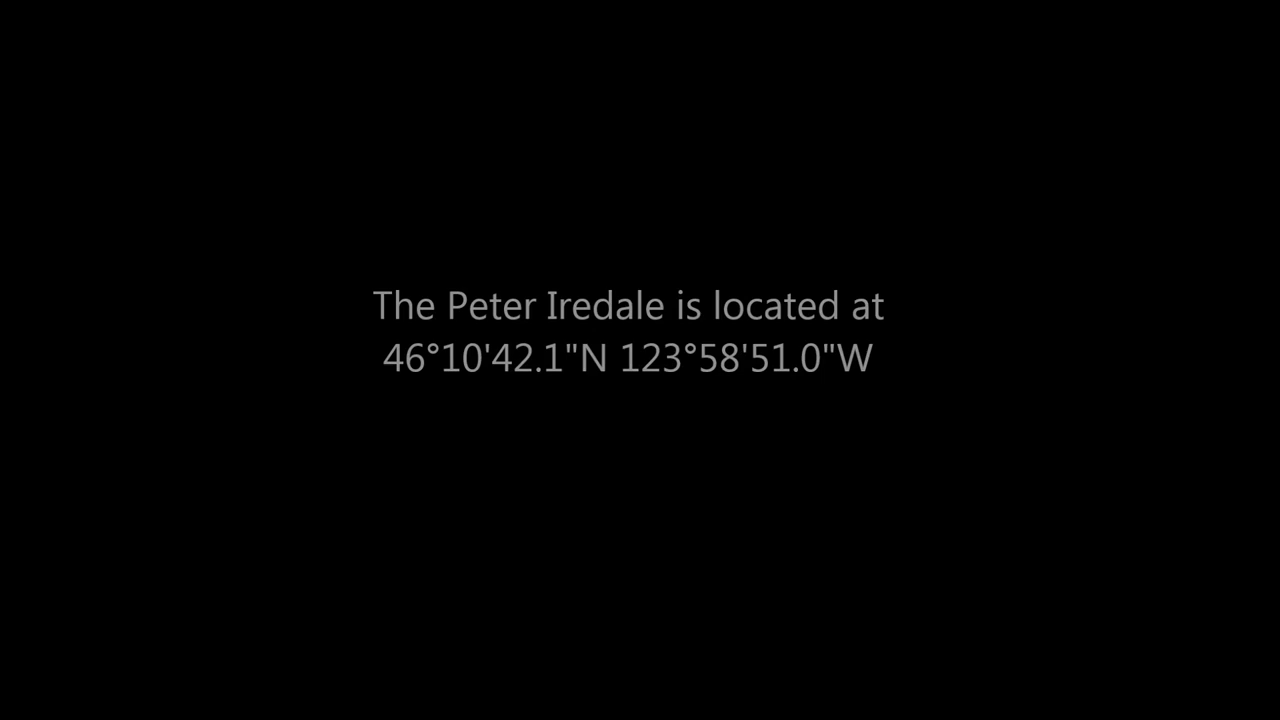 The Peter Iredale is located at
46°10'42.1"N 123°58'51.0"W